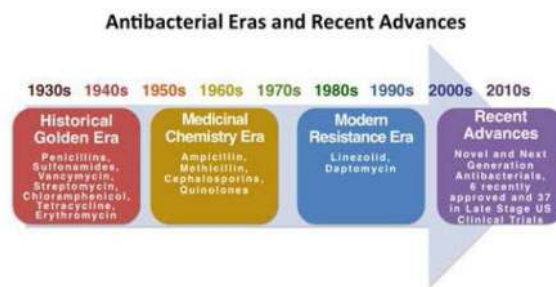 Antibacterial Eras and Recent Advances
1930s 1940s 1950s 1960s 1970s 1980s 1990s 2000s 2010s
Historical
Golden Era
Penicillins,
Sulfonamides,
Vancymycin,
Streptomycin,
Chloramphenicol,
Tetracycline,
Erythromycin
Medicinal
Chemistry Era
Ampicillin,
Methicillin,
Cephalosporins,
Quinolones
Modern
Resistance Era
Linezolid,
Daptomycin
Recent
Advances
Novel and Next
Generation
Antibacterials,
6 recently
approved and 37
in Late Stage US
Clinical Trials